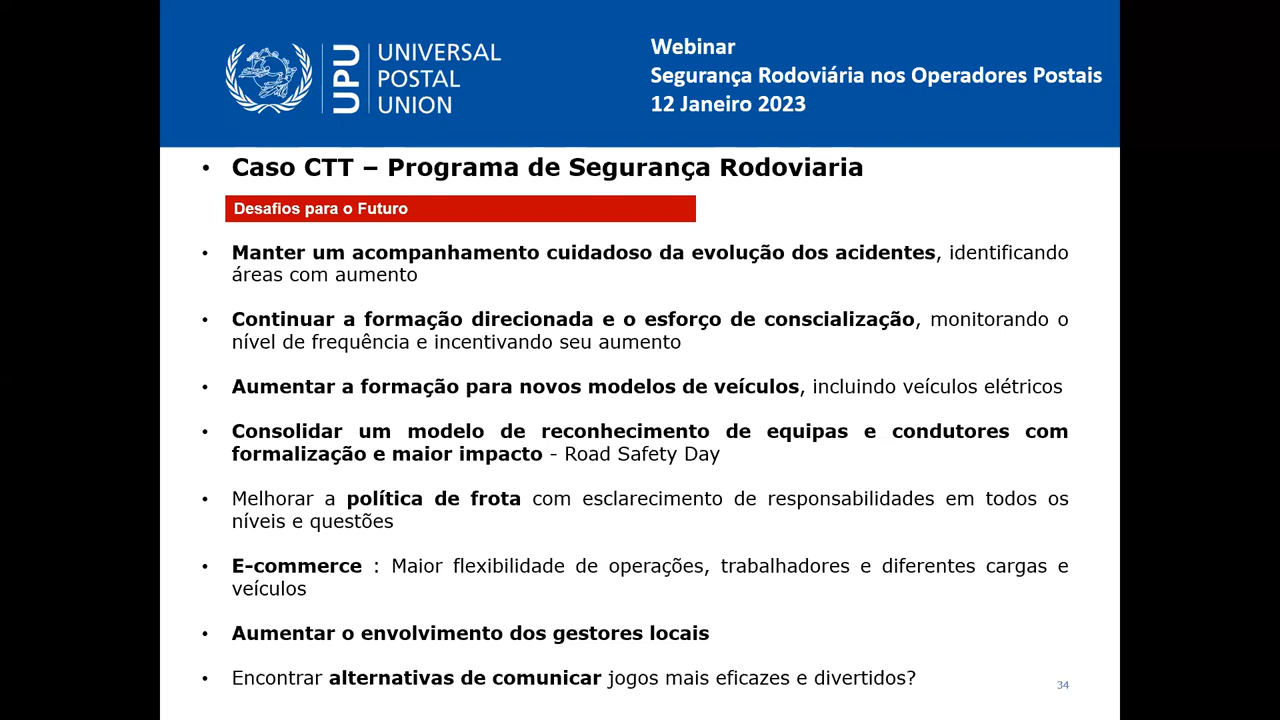 UPU
UNIVERSAL
POSTAL
UNION
Webinar
Segurança Rodoviária nos Operadores Postais
12 Janeiro 2023
• Caso CTT – Programa de Segurança Rodoviaria
Desafios para o Futuro
• Manter um acompanhamento cuidadoso da evolução dos acidentes, identificando
áreas com aumento
• Continuar a formação direcionada e o esforço de conscialização, monitorando o
nível de frequência e incentivando seu aumento
• Aumentar a formação para novos modelos de veículos, incluindo veículos elétricos
• Consolidar um modelo de reconhecimento de equipas e condutores com
formalização e maior impacto - Road Safety Day
• Melhorar a política de frota com esclarecimento de responsabilidades em todos os
níveis e questões
• E-commerce : Maior flexibilidade de operações, trabalhadores e diferentes cargas e
veículos
• Aumentar o envolvimento dos gestores locais
• Encontrar alternativas de comunicar jogos mais eficazes e divertidos?
34